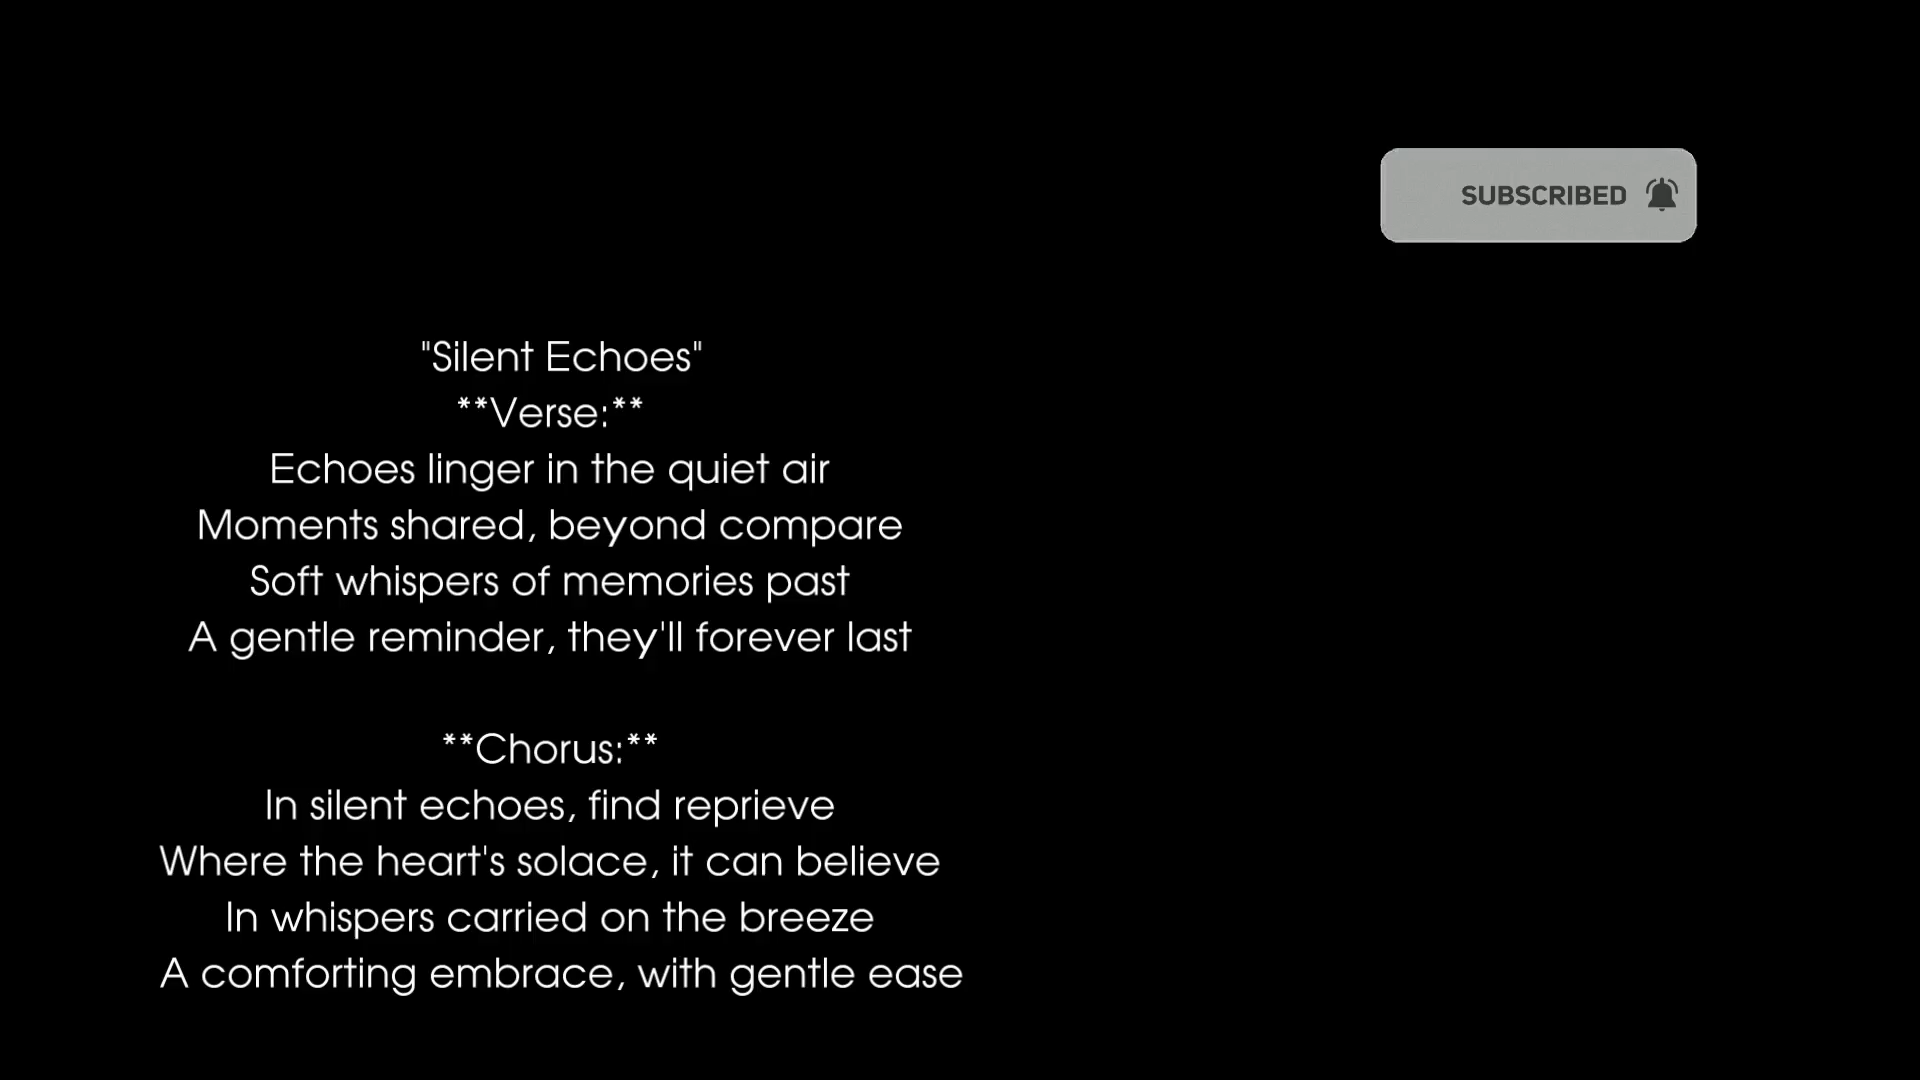 SUBSCRIBED
"Silent Echoes"
**Verse:**
Echoes linger in the quiet air
Moments shared, beyond compare
Soft whispers of memories past
A gentle reminder, they'll forever last
**Chorus:**
In silent echoes, find reprieve
Where the heart's solace, it can believe
In whispers carried on the breeze
A comforting embrace, with gentle ease